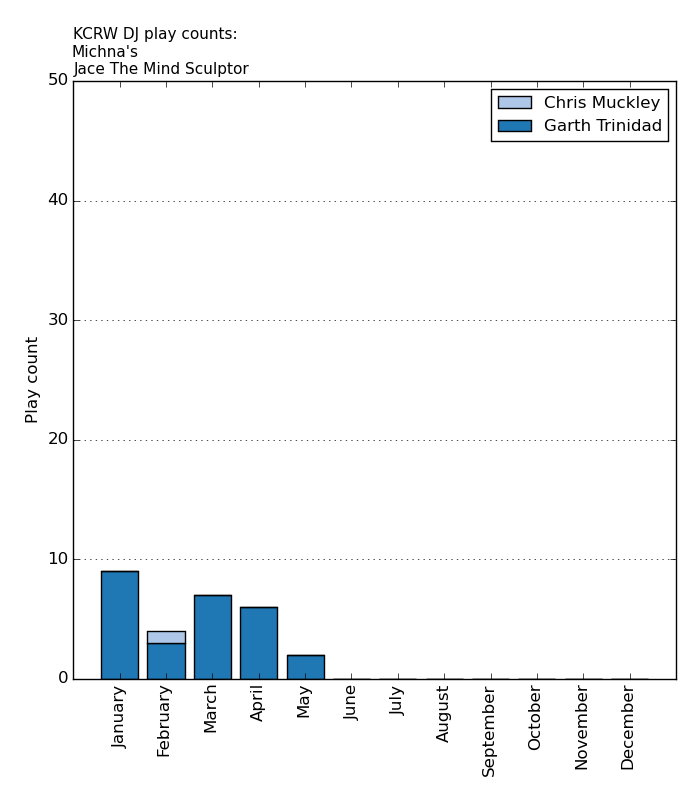 KCRW DJ play counts:
Michna's
Jace The Mind Sculptor
Chris Muckley
Garth Trinidad
Play count
50
40
30
20
10
0
January
February
March
April
May
June
July
August
September
October
November
December